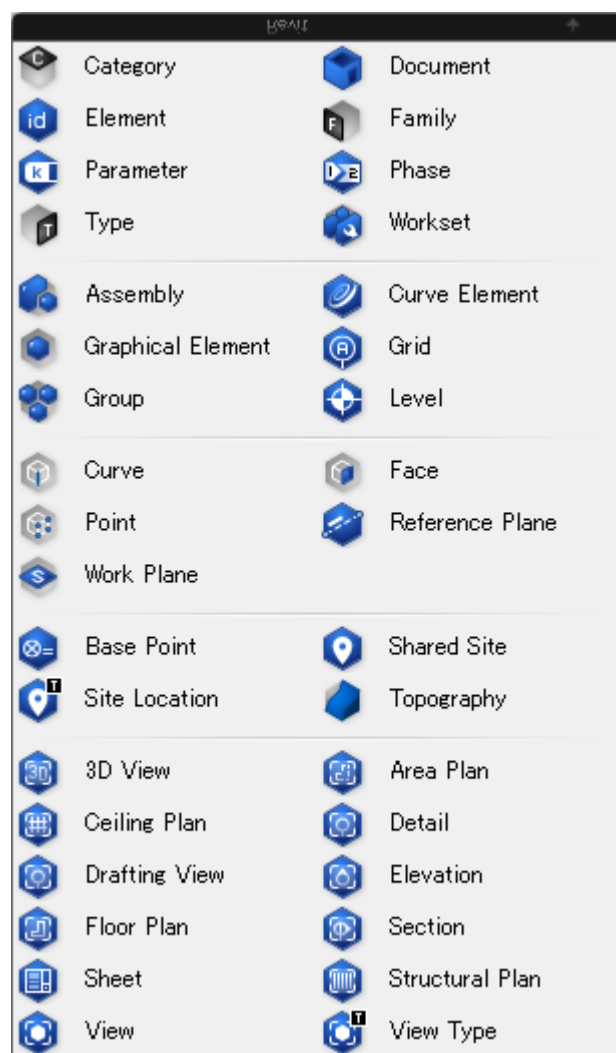 Revit
Category Document
Element Family
Parameter Phase
Type Workset
Assembly Curve Element
Graphical Element Grid
Group Level
Curve Face
Point Reference Plane
Work Plane
Base Point Shared Site
Site Location Topography
3D View Area Plan
Ceiling Plan Detail
Drafting View Elevation
Floor Plan Section
Sheet Structural Plan
View View Type